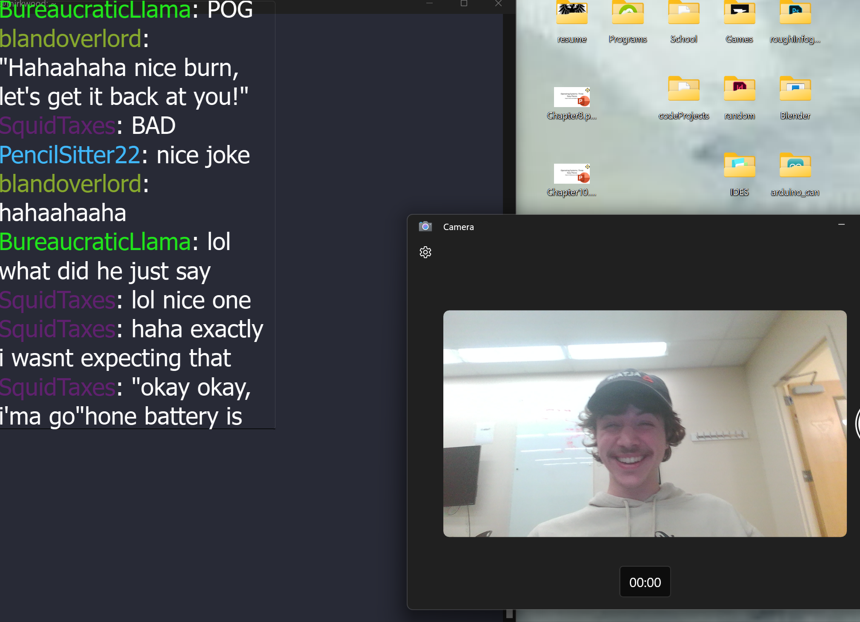 BureaucraticLlama: POG
blandoverlord:
"Hahaahaha nice burn,
let's get it back at you!"
SquidTaxes: BAD
PencilSitter22: nice joke
blandoverlord:
hahaahaaha
BureaucraticLlama: lol
what did he just say
SquidTaxes: lol nice one
SquidTaxes: haha exactly
i wasnt expecting that
SquidTaxes: "okay okay,
i'ma go"hone battery is
resume
Programs
School
Games
roughinfog...
Chapter8.p...
codeProjects
random
Blender
Chapter10....
IDES
arduino_can
Camera
00:00